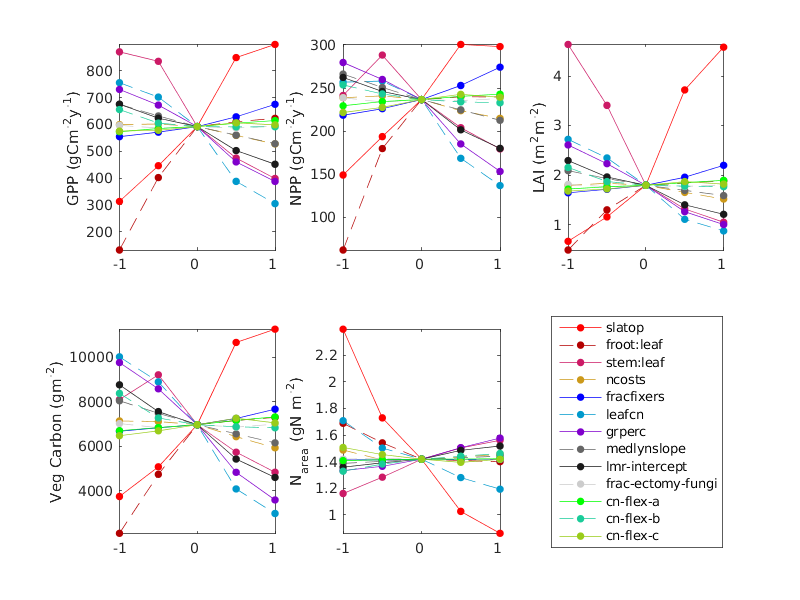 GPP (gCm-2y-1)
800
700
600
500
400
300
200
-1
0
1
NPP (gCm-2y-1)
300
250
200
150
100
-1
0
1
LAI (m2m-2)
4
3
2
1
-1
0
1
Veg Carbon (gm-2)
10000
8000
6000
4000
-1
0
1
Narea (gN m-2)
2.2
2
1.8
1.6
1.4
1.2
1
-1
0
1
slatop
froot:leaf
stem:leaf
ncosts
fracfixers
leafcn
grperc
medlynslope
lmr-intercept
frac-ectomy-fungi
cn-flex-a
cn-flex-b
cn-flex-c